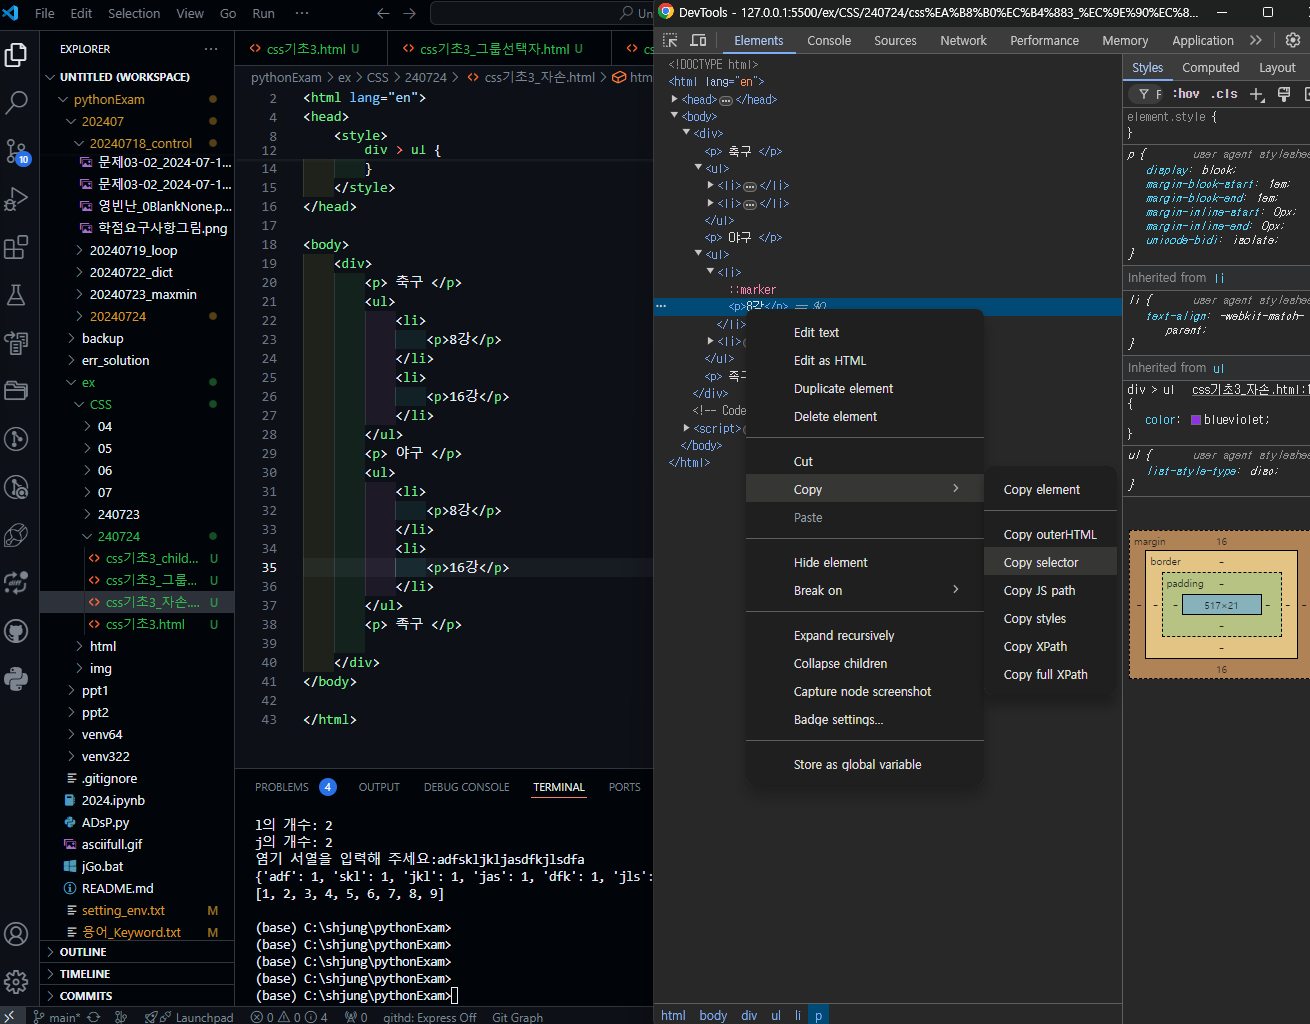 File Edit Selection View Go Run ··· Un
EXPLORER ···
UNTITLED (WORKSPACE)
pythonExam
202407
20240718_control
문제03-02_2024-07-1...
문제03-02_2024-07-1...
영빈난_0BlankNone.p...
학점요구사항그림.png
20240719_loop
20240722_dict
20240723_maxmin
20240724
backup
err_solution
ex
CSS
04
05
06
07
240723
240724
css기초3_child... U
css기초3_그룹... U
css기초3_자손.... U
css기초3.html U
html
img
ppt1
ppt2
venv64
venv322
.gitignore
2024.ipynb
ADsP.py
asciifull.gif
jGo.bat
README.md
setting_env.txt M
용어_Keyword.txt M
OUTLINE
TIMELINE
COMMITS
10
css기초3.html U
css기초3_그룹선택자.html U
cs
pythonExam > ex > CSS > 240724 > css기초3_자손.html > htm
2 <html lang="en">
4 <head>
8 <style>
12 div > ul {
14 }
15 </style>
16 </head>
17
18 <body>
19 <div>
20 <p> 축구 </p>
21 <ul>
22 <li>
23 <p>8강</p>
24 </li>
25 <li>
26 <p>16강</p>
27 </li>
28 </ul>
29 <p> 야구 </p>
30 <ul>
31 <li>
32 <p>8강</p>
33 </li>
34 <li>
35 <p>16강</p>
36 </li>
37 </ul>
38 <p> 족구 </p>
39
40 </div>
41 </body>
42
43 </html>
PROBLEMS 4 OUTPUT DEBUG CONSOLE TERMINAL PORTS
l의 개수: 2
j의 개수: 2
염기 서열을 입력해 주세요:adfskljkljasdfkjlsdfa
{'adf': 1, 'skl': 1, 'jkl': 1, 'jas': 1, 'dfk': 1, 'jls':
[1, 2, 3, 4, 5, 6, 7, 8, 9]
(base) C:\shjung\pythonExam>
(base) C:\shjung\pythonExam>
(base) C:\shjung\pythonExam>
(base) C:\shjung\pythonExam>
(base) C:\shjung\pythonExam>
main* Launchpad 0 0 4 0 githd: Express Off Git Graph
DevTools - 127.0.0.1:5500/ex/CSS/240724/css%EA%B8%B0%EC%B4%883_%EC%9E%90%EC%8...
Elements Console Sources Network Performance Memory Application
<!DOCTYPE html>
<html lang="en">
<head>···</head>
<body>
<div>
<p> 축구 </p>
<ul>
<li>···</li>
<li>···</li>
</ul>
<p> 야구 </p>
<ul>
<li>
::marker
<p>8강</p> == $0
</li>
<li>
</ul>
<p> 족구
</div>
<!-- Code
<script>
</body>
</html>
Edit text
Edit as HTML
Duplicate element
Delete element
Cut
Copy
Paste
Hide element
Break on
Expand recursively
Collapse children
Capture node screenshot
Badge settings...
Store as global variable
Copy element
Copy outerHTML
Copy selector
Copy JS path
Copy styles
Copy XPath
Copy full XPath
html body div ul li p
Styles Computed Layout
F :hov .cls
element.style {
}
p { user agent styleshe
display: block;
margin-block-start: 1em;
margin-block-end: 1em;
margin-inline-start: 0px;
margin-inline-end: 0px;
unicode-bidi: isolate;
}
Inherited from li
li { user agent styleshe
text-align: -webkit-match-
parent;
}
Inherited from ul
div > ul css기초3_자손.html:1
{
color: blueviolet;
}
ul { user agent styleshe
list-style-type: disc;
}
margin 16
border -
padding -
- - - 517×21 - - -
-
-
16